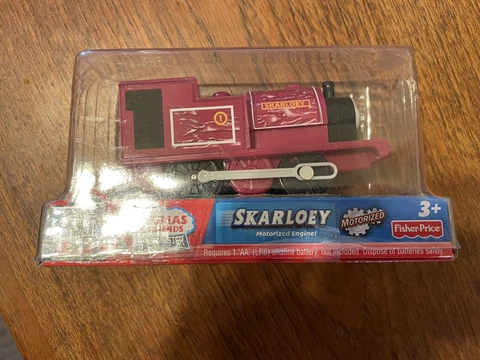 SKARLOEY
1
MAS
SKARLOEY
Motorized Engine!
MOTORIZED
3+
Fisher-Price
Requires 1 "AA" (LR6) alkaline battery, not included. Dispose of batteries safely.